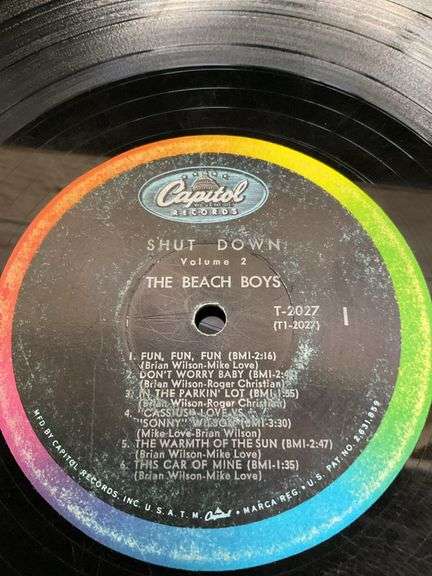 Capitol
RECORDS
SHUT DOWN
Volume 2
THE BEACH BOYS
T-2027
(T1-2027)
1
1. FUN, FUN, FUN (BMI-2:16)
(Brian Wilson-Mike Love)
2. DON'T WORRY BABY (BMI-2:4
(Brian Wilson-Roger Christian)
3. IN THE PARKIN' LOT (BMI-1:55)
(Brian Wilson-Roger Christian)
4. "CASSIUS" LOVE VS.
"SONNY" WILSON (BMI-3:30)
(Mike Love-Brian Wilson)
5. THE WARMTH OF THE SUN (BMI-2:47)
(Brian Wilson-Mike Love)
6. THIS CAR OF MINE (BMI-1:35)
(Brian Wilson-Mike Love)
MFD BY CAPITOL RECORDS, INC. U.S.A. T.M. Capitol MARCA REG. • U.S. PAT. NO. 2,631,859